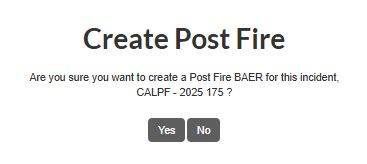 Create Post Fire
Are you sure you want to create a Post Fire BAER for this incident,
CALPF - 2025 175 ?
Yes No